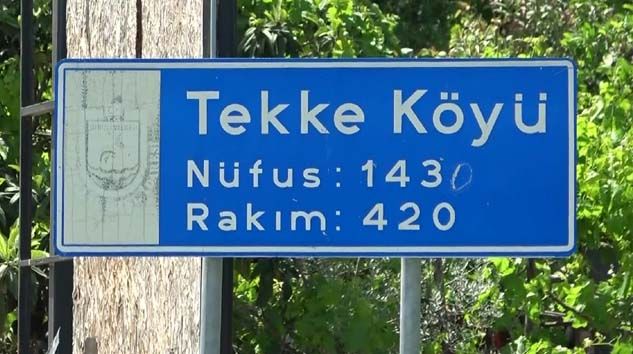 Tekke Köyü
Nüfus: 1430
Rakım: 420